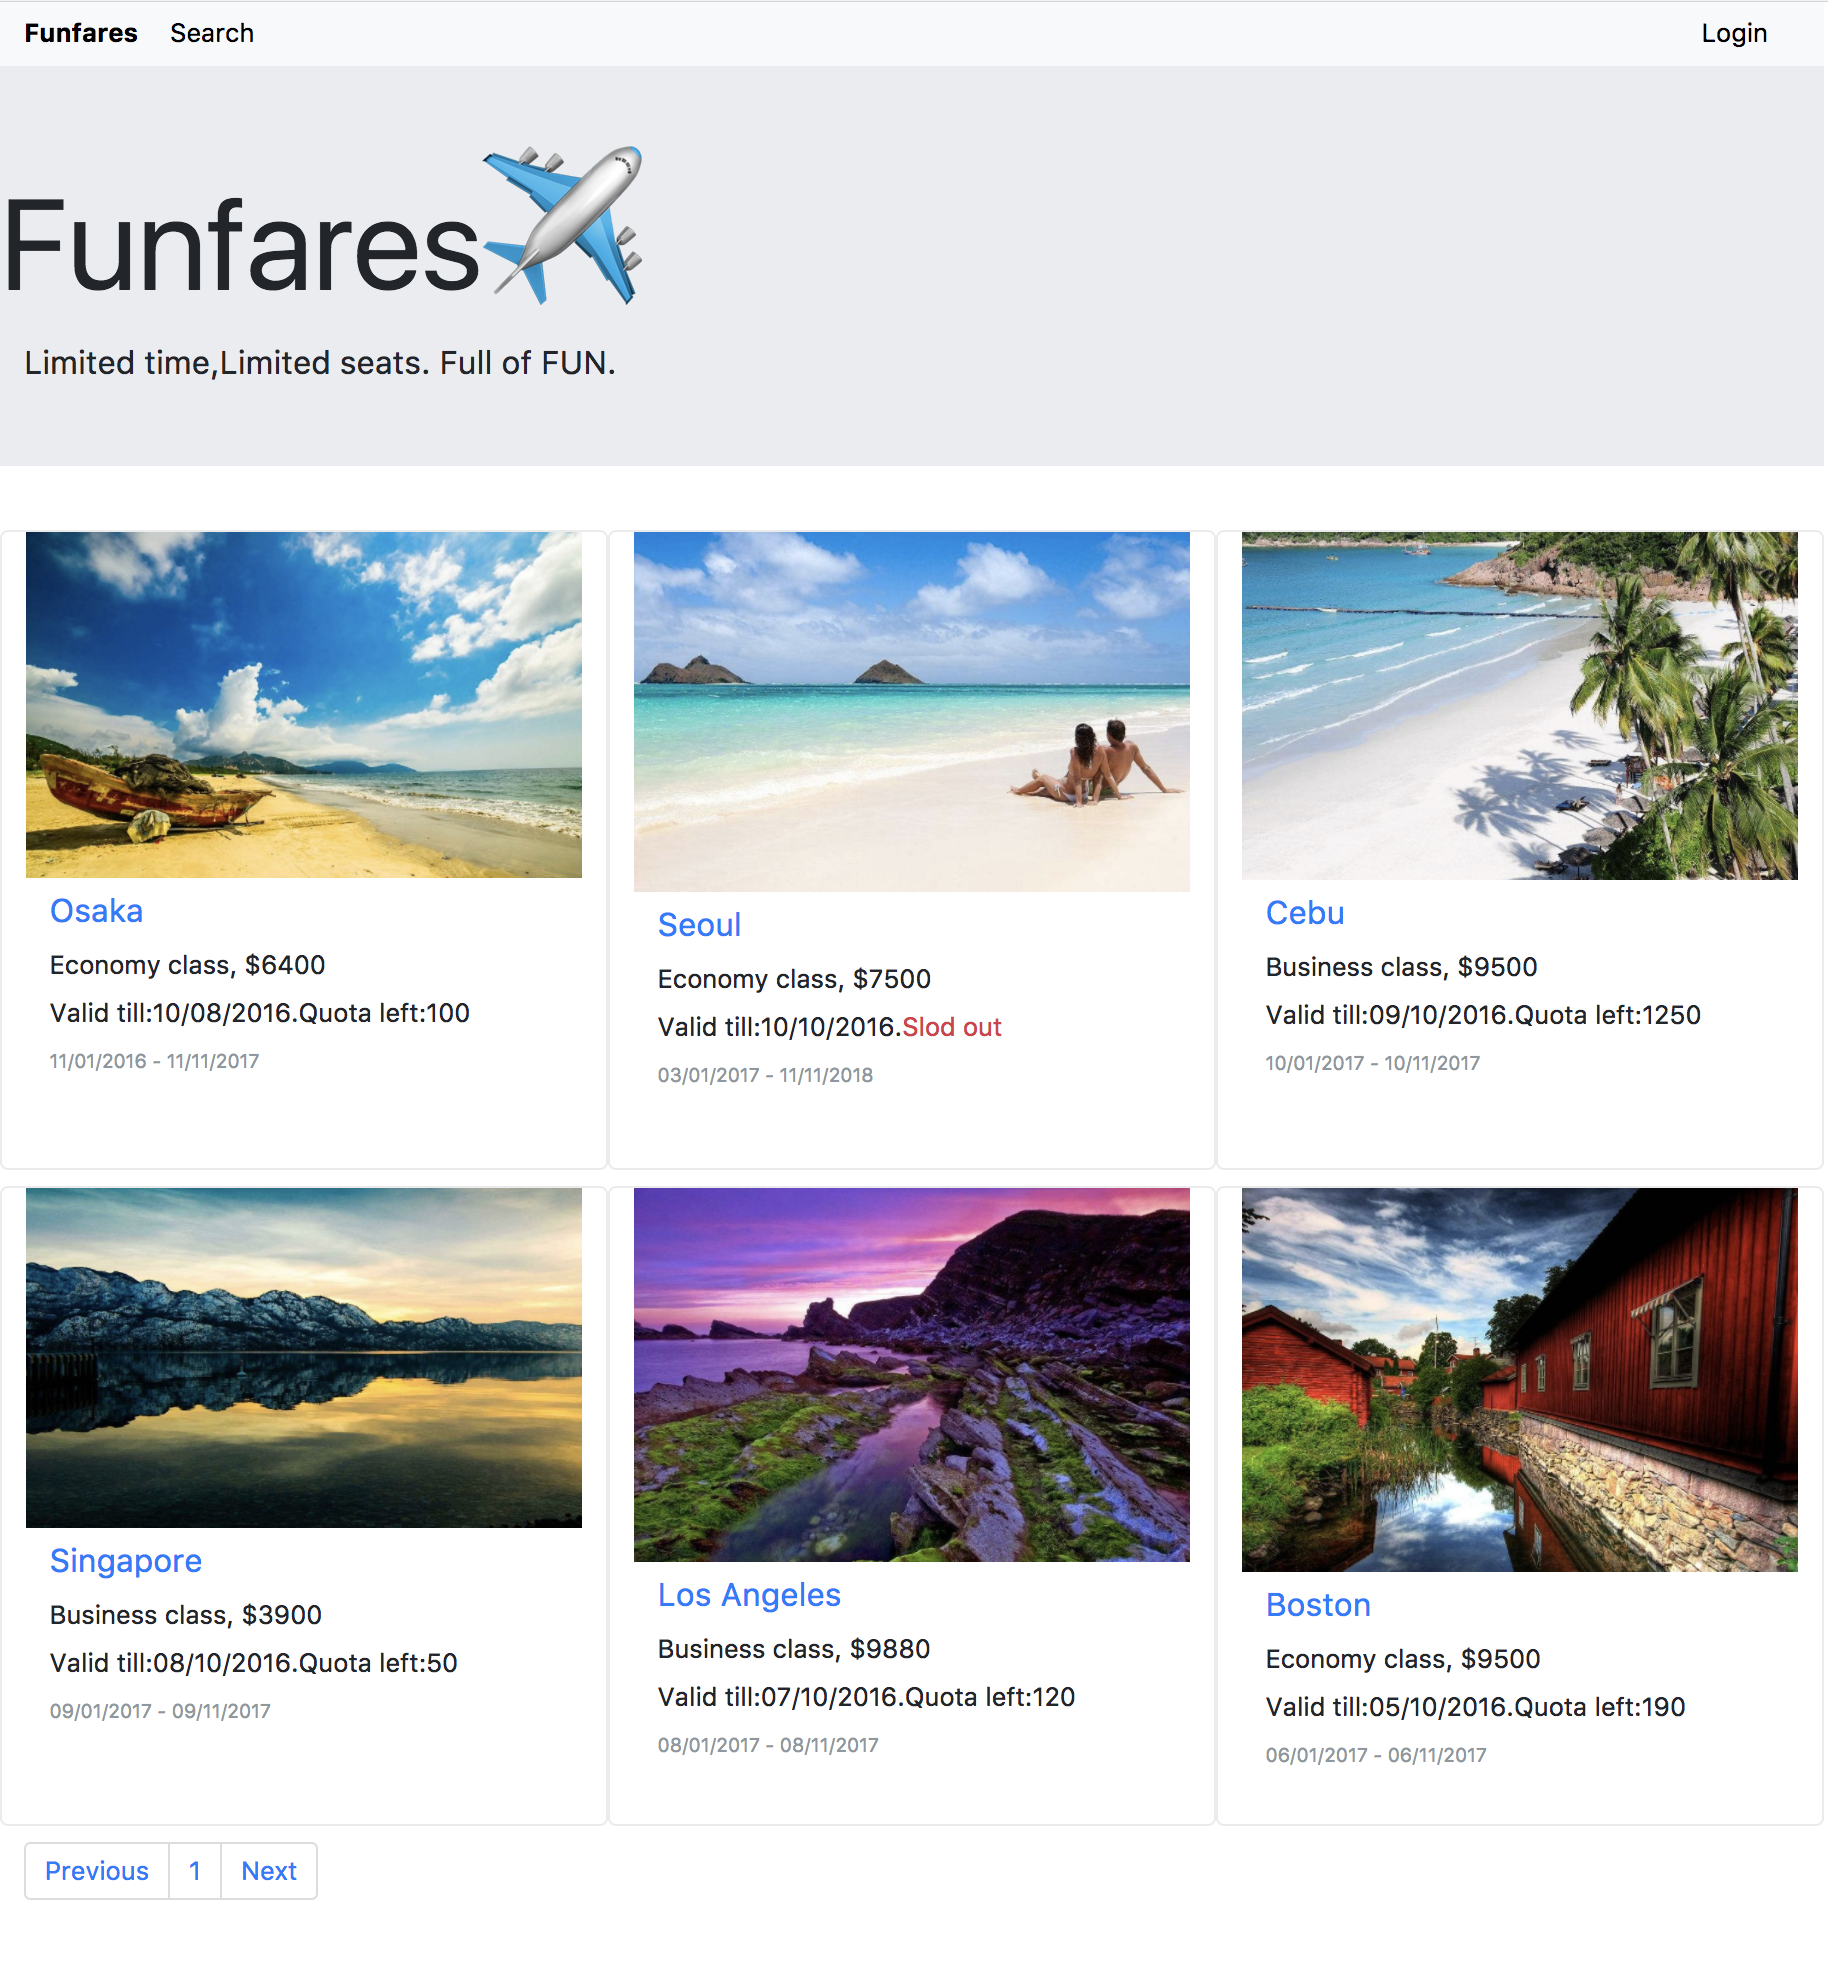 Funfares Search Login
Funfares
Limited time,Limited seats. Full of FUN.
Osaka
Economy class, $6400
Valid till:10/08/2016.Quota left:100
11/01/2016 - 11/11/2017
Seoul
Economy class, $7500
Valid till:10/10/2016.Slod out
03/01/2017 - 11/11/2018
Cebu
Business class, $9500
Valid till:09/10/2016.Quota left:1250
10/01/2017 - 10/11/2017
Singapore
Business class, $3900
Valid till:08/10/2016.Quota left:50
09/01/2017 - 09/11/2017
Los Angeles
Business class, $9880
Valid till:07/10/2016.Quota left:120
08/01/2017 - 08/11/2017
Boston
Economy class, $9500
Valid till:05/10/2016.Quota left:190
06/01/2017 - 06/11/2017
Previous 1 Next